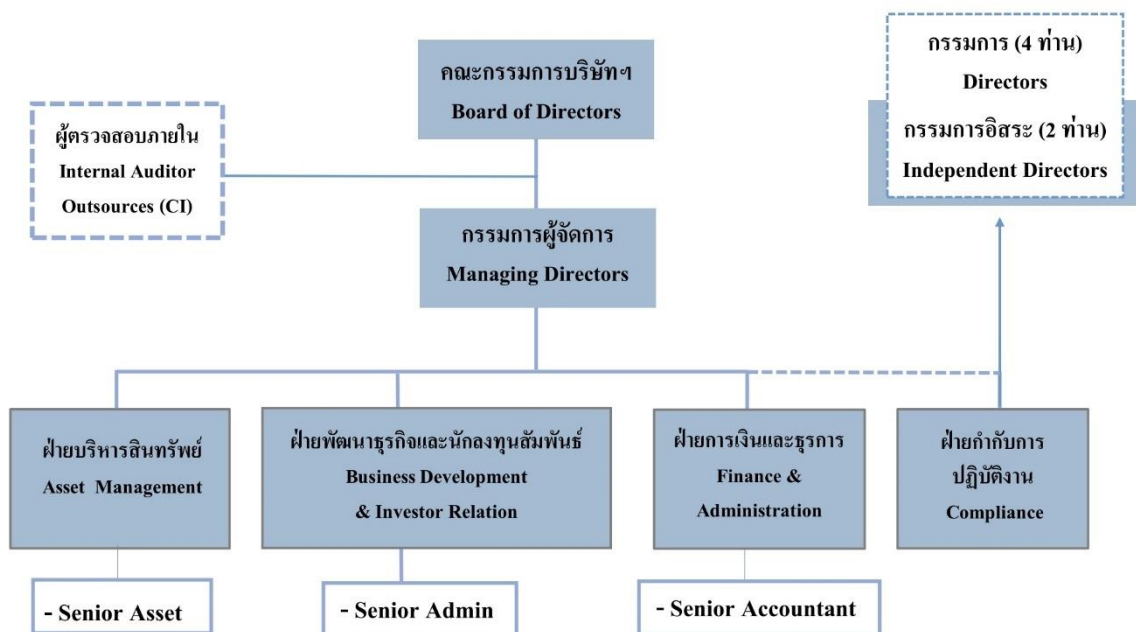 คณะกรรมการบริษัทฯ
Board of Directors
กรรมการ (4 ท่าน)
Directors
กรรมการอิสระ (2 ท่าน)
Independent Directors
ผู้ตรวจสอบภายใน
Internal Auditor
Outsources (CI)
กรรมการผู้จัดการ
Managing Directors
ฝ่ายบริหารสินทรัพย์
Asset Management
ฝ่ายพัฒนาธุรกิจและนักลงทุนสัมพันธ์
Business Development
& Investor Relation
ฝ่ายการเงินและธุรการ
Finance &
Administration
ฝ่ายกำกับการ
ปฏิบัติงาน
Compliance
- Senior Asset
- Senior Admin
- Senior Accountant